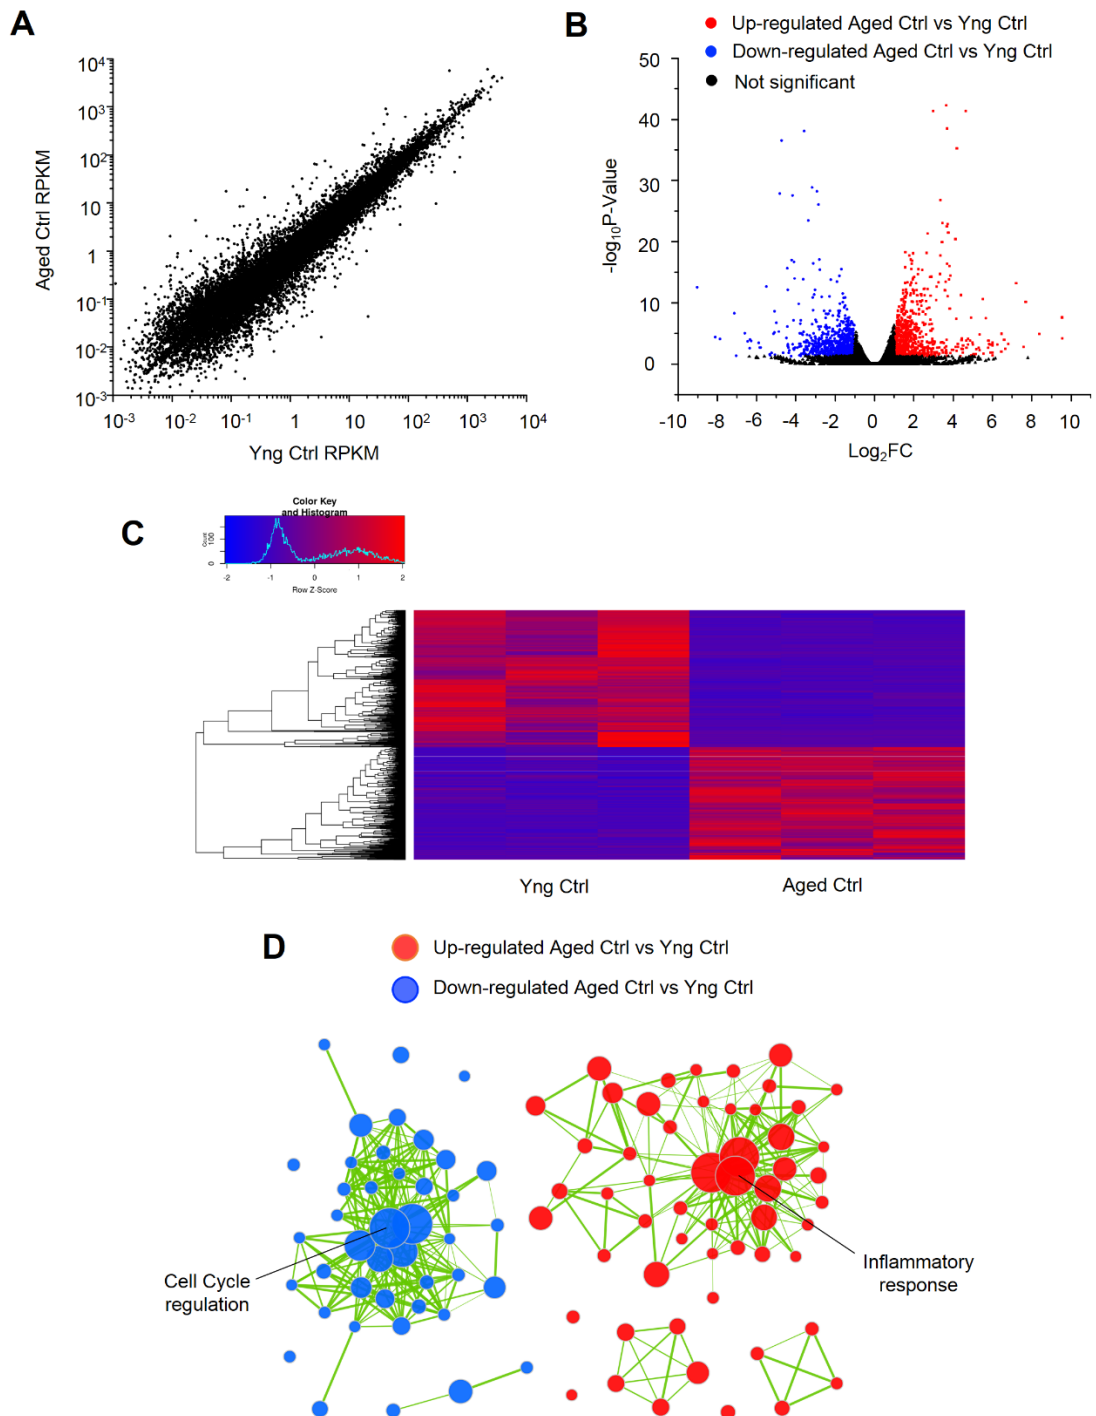 A
10⁴
10³
10²
10
1
10⁻¹
10⁻²
10⁻³
Aged Ctrl RPKM
10⁻³ 10⁻² 10⁻¹ 1 10 10² 10³ 10⁴
Yng Ctrl RPKM
B
Up-regulated Aged Ctrl vs Yng Ctrl
Down-regulated Aged Ctrl vs Yng Ctrl
Not significant
50
40
30
20
10
0
-log₁₀P-Value
-10 -8 -6 -4 -2 0 2 4 6 8 10
Log₂FC
C
Color Key
and Histogram
Count
0 100
-2 -1 0 1 2
Row Z-Score
Yng Ctrl Aged Ctrl
D
Up-regulated Aged Ctrl vs Yng Ctrl
Down-regulated Aged Ctrl vs Yng Ctrl
Cell Cycle
regulation
Inflammatory
response